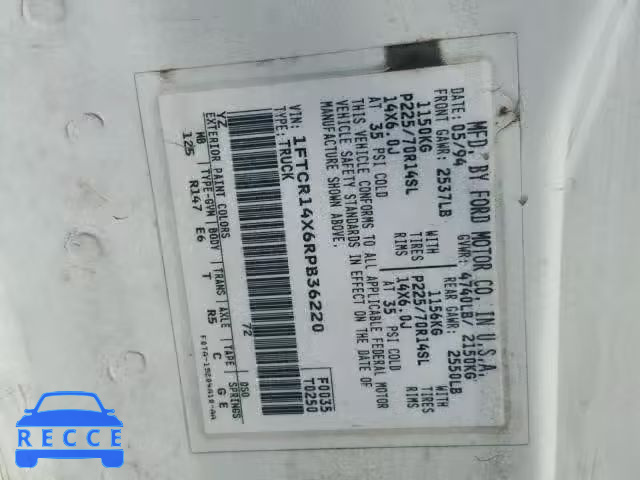 MFD. BY FORD MOTOR CO. IN U.S.A.
DATE: 05/94 GVWR: 4740LB/ 2150KG
FRONT GAWR: 2537LB REAR GAWR: 2550LB
1150KG WITH 1156KG WITH
P225/70R14SL TIRES P225/70R14SL TIRES
14X6.0J RIMS 14X6.0J RIMS
AT 35 PSI COLD AT 35 PSI COLD
THIS VEHICLE CONFORMS TO ALL APPLICABLE FEDERAL MOTOR
VEHICLE SAFETY STANDARDS IN EFFECT ON THE DATE OF
MANUFACTURE SHOWN ABOVE.
VIN: 1FTCR14X6RPB36220
TYPE: TRUCK
F0035
T0250
72
EXTERIOR PAINT COLORS
YZ DSO
WB TYPE-GVW BODY TRANS AXLE TAPE SPRINGS
125 R147 E6 T R5 C G E
RECCE